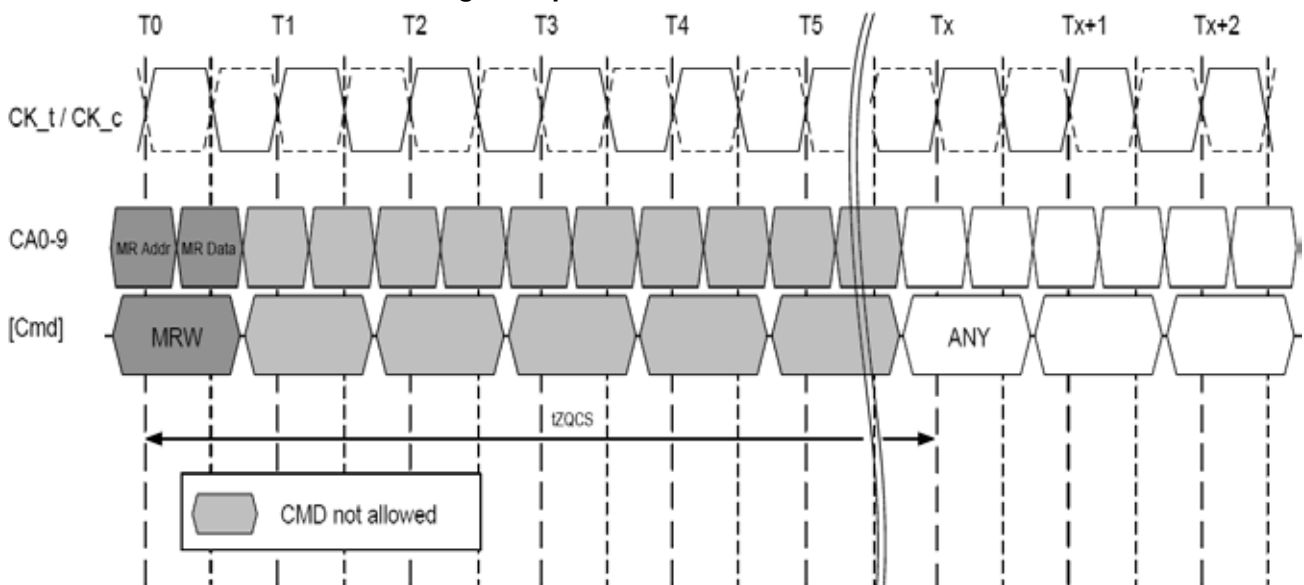 T0 T1 T2 T3 T4 T5 Tx Tx+1 Tx+2
CK_t / CK_c
CA0-9 MR Addr MR Data
[Cmd] MRW ANY
tZQCS
CMD not allowed